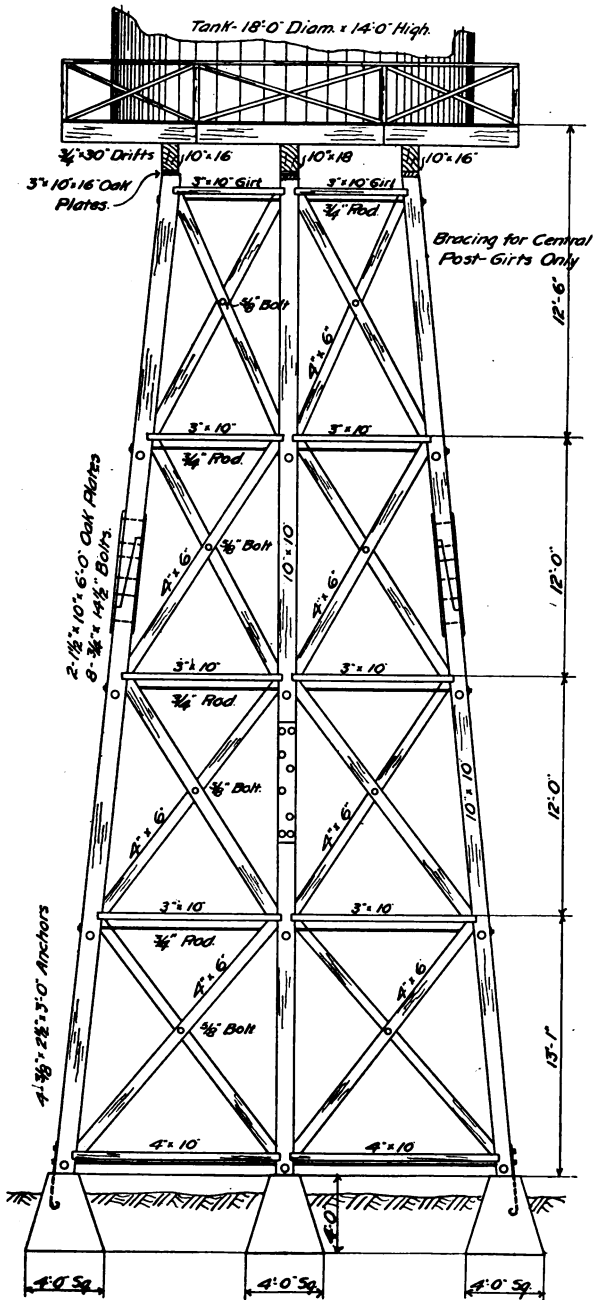 Tank-18'-0" Diam. x 14'-0" High.
3/4"x30" Drifts
10"x16
10"x18
10"x16"
3"x10"x16" Oak
Plates.
3"x10" Girt
3"x10" Girt
3/4" Rod.
Bracing for Central
Post-Girts Only
12'-6"
5/8" Bolt
4"x6"
3"x10"
3"x10"
3/4" Rod.
2-1½"x10"x6'-0" Oak Plates
8-3/4"x14½" Bolts.
5/8" Bolt
10"x10"
4"x6"
4"x6"
12'-0"
3"x10"
3"x10"
3/4" Rod.
5/8" Bolt.
4"x6"
4"x6"
10"x10"
12'-0"
3"x10"
3"x10"
3/4" Rod.
4-3/8"x2½"x3'-0" Anchors
4"x6"
4"x6"
5/8" Bolt
13'-1"
4"x10"
4"x10"
4'-0"
4'-0" Sq.
4'-0" Sq.
4'-0" Sq.